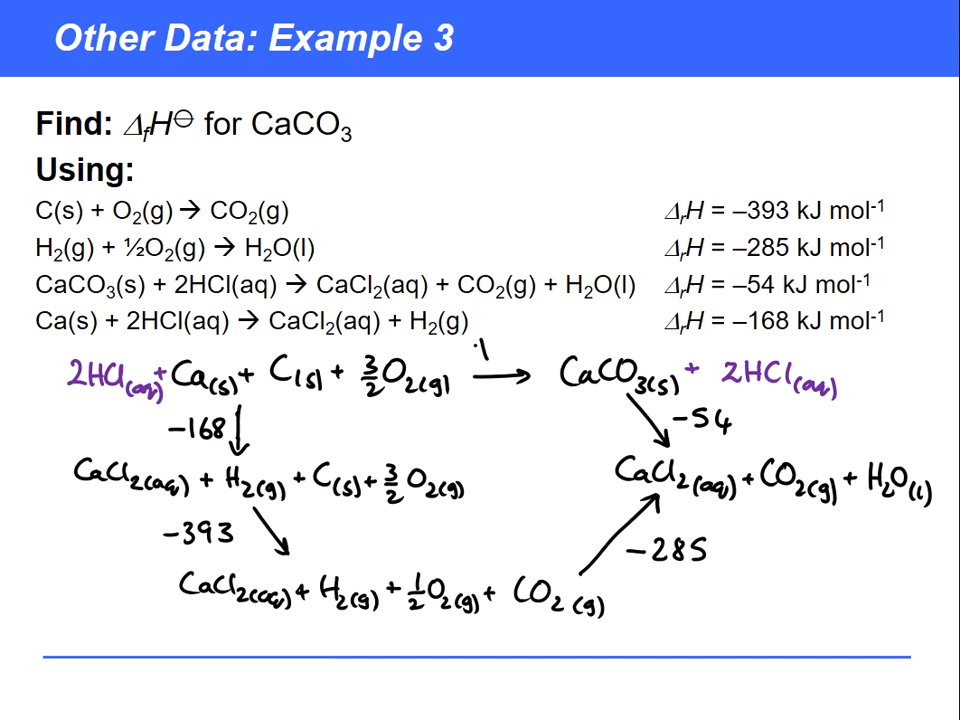 Other Data: Example 3
Find: ΔfH⊖ for CaCO₃
Using:
C(s) + O₂(g) → CO₂(g) ΔrH = –393 kJ mol⁻¹
H₂(g) + ½O₂(g) → H₂O(l) ΔrH = –285 kJ mol⁻¹
CaCO₃(s) + 2HCl(aq) → CaCl₂(aq) + CO₂(g) + H₂O(l) ΔrH = –54 kJ mol⁻¹
Ca(s) + 2HCl(aq) → CaCl₂(aq) + H₂(g) ΔrH = –168 kJ mol⁻¹
2HCl(aq) + Ca(s) + C(s) + 3/2 O₂(g) → CaCO₃(s) + 2HCl(aq)
-168 ↓ -54
CaCl₂(aq) + H₂(g) + C(s) + 3/2 O₂(g) CaCl₂(aq) + CO₂(g) + H₂O(l)
-393 -285
CaCl₂(aq) + H₂(g) + 1/2 O₂(g) + CO₂(g)